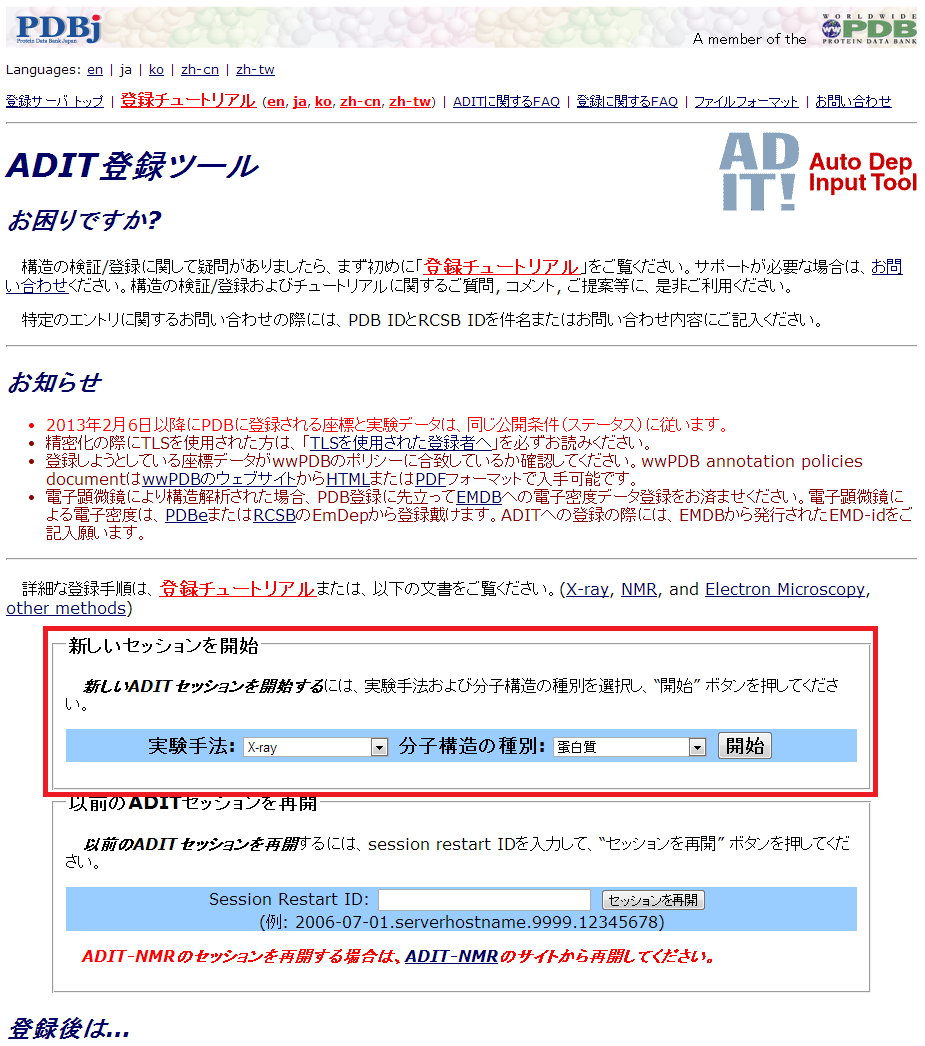 PDBj
Protein Data Bank Japan
A member of the
WORLDWIDE
PDB
PROTEIN DATA BANK
Languages: en | ja | ko | zh-cn | zh-tw
登録サーバ トップ | 登録チュートリアル (en, ja, ko, zh-cn, zh-tw) | ADITに関するFAQ | 登録に関するFAQ | ファイルフォーマット | お問い合わせ
ADIT登録ツール
AD
IT!
Auto Dep
Input Tool
お困りですか?
構造の検証/登録に関して疑問がありましたら、まず初めに「登録チュートリアル」をご覧ください。サポートが必要な場合は、お問
い合わせください。構造の検証/登録およびチュートリアルに関するご質問, コメント, ご提案等に、是非ご利用ください。
特定のエントリに関するお問い合わせの際には、PDB IDとRCSB IDを件名またはお問い合わせ内容にご記入ください。
お知らせ
• 2013年2月6日以降にPDBに登録される座標と実験データは、同じ公開条件（ステータス）に従います。
• 精密化の際にTLSを使用された方は、「TLSを使用された登録者へ」を必ずお読みください。
• 登録しようとしている座標データがwwPDBのポリシーに合致しているか確認してください。wwPDB annotation policies
documentはwwPDBのウェブサイトからHTMLまたはPDFフォーマットで入手可能です。
• 電子顕微鏡により構造解析された場合、PDB登録に先立ってEMDBへの電子密度データ登録をお済ませください。電子顕微鏡に
よる電子密度は、PDBeまたはRCSBのEmDepから登録戴けます。ADITへの登録の際には、EMDBから発行されたEMD-idをご
記入願います。
詳細な登録手順は、登録チュートリアルまたは、以下の文書をご覧ください。(X-ray, NMR, and Electron Microscopy,
other methods)
新しいセッションを開始
新しいADITセッションを開始するには、実験手法および分子構造の種別を選択し、“開始” ボタンを押してくださ
い。
実験手法: X-ray 分子構造の種別: 蛋白質 開始
以前のADITセッションを再開
以前のADITセッションを再開するには、session restart IDを入力して、“セッションを再開” ボタンを押してくだ
さい。
Session Restart ID: セッションを再開
(例: 2006-07-01.serverhostname.9999.12345678)
ADIT-NMRのセッションを再開する場合は、ADIT-NMRのサイトから再開してください。
登録後は...